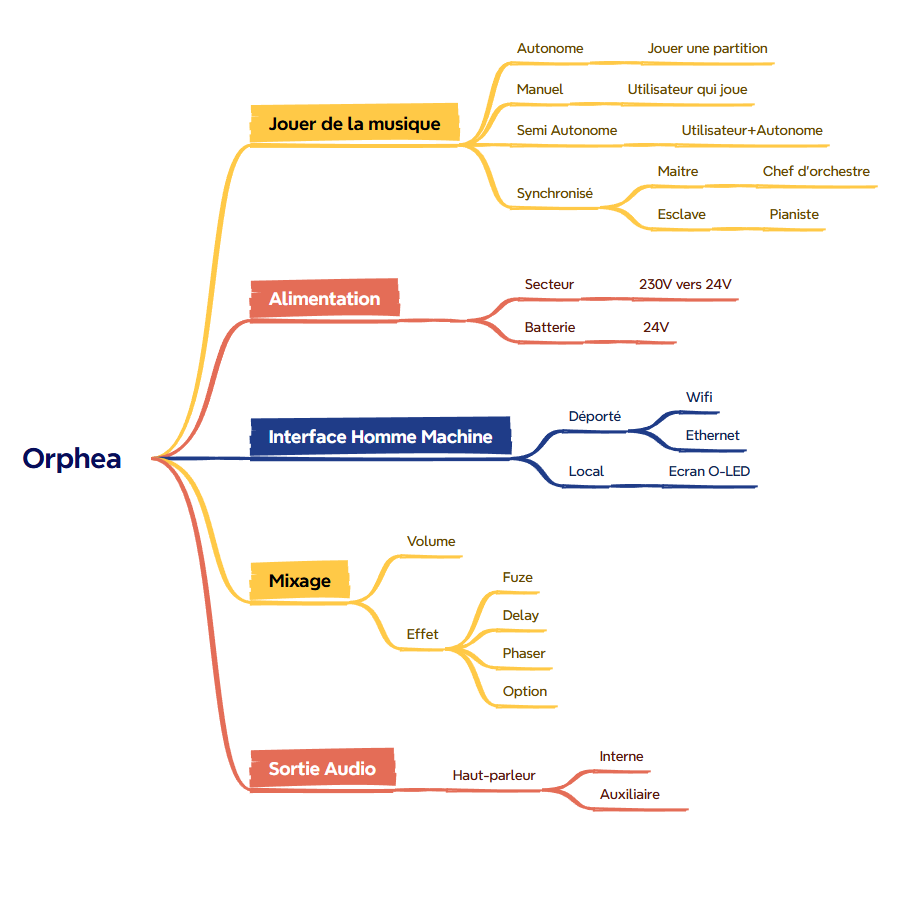 Orphea
Jouer de la musique
Autonome
Jouer une partition
Manuel
Utilisateur qui joue
Semi Autonome
Utilisateur+Autonome
Synchronisé
Maitre
Chef d'orchestre
Esclave
Pianiste
Alimentation
Secteur
230V vers 24V
Batterie
24V
Interface Homme Machine
Déporté
Wifi
Ethernet
Local
Ecran O-LED
Mixage
Volume
Effet
Fuze
Delay
Phaser
Option
Sortie Audio
Haut-parleur
Interne
Auxiliaire